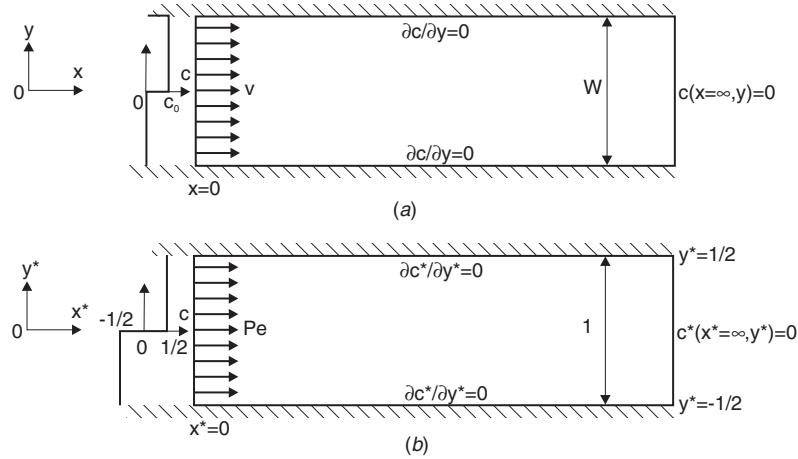 y
∂c/∂y=0
x
c
0
0
c₀
v
W
c(x=∞,y)=0
∂c/∂y=0
x=0
(a)
y*=1/2
y*
∂c*/∂y*=0
x*
-1/2
c
0
0
1/2
Pe
1
c*(x*=∞,y*)=0
∂c*/∂y*=0
y*=-1/2
x*=0
(b)